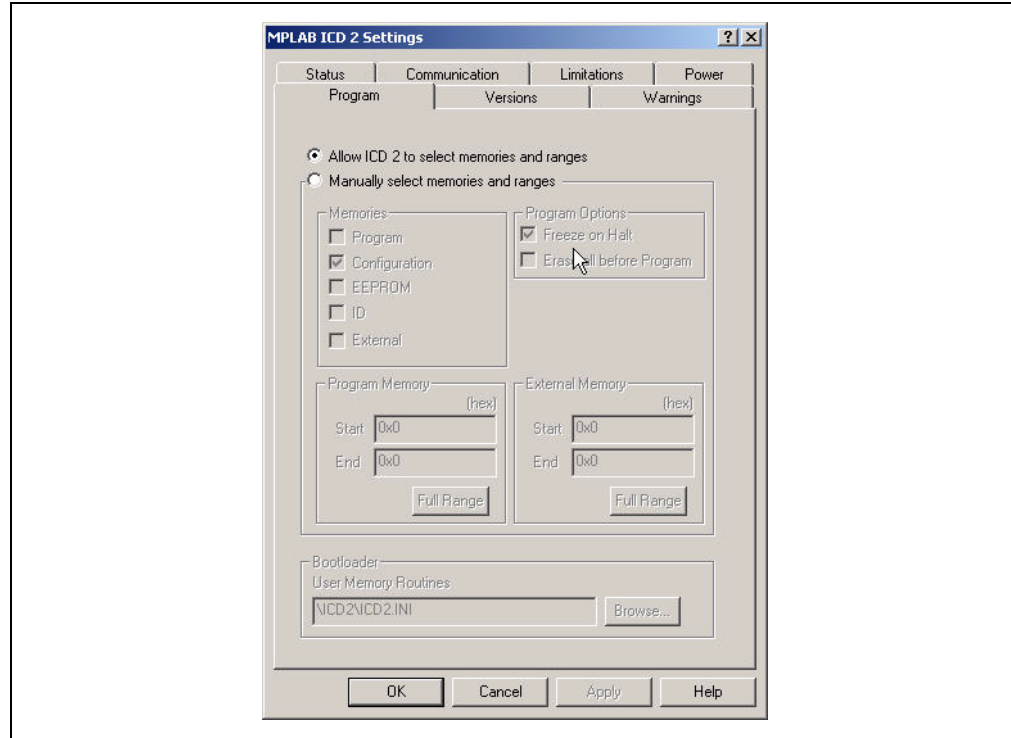 MPLAB ICD 2 Settings
Status Communication Limitations Power
Program Versions Warnings
Allow ICD 2 to select memories and ranges
Manually select memories and ranges
Memories
Program
Configuration
EEPROM
ID
External
Program Options
Freeze on Halt
Erase all before Program
Program Memory
(hex)
Start 0x0
End 0x0
Full Range
External Memory
(hex)
Start 0x0
End 0x0
Full Range
Bootloader
User Memory Routines
\ICD2\ICD2.INI Browse...
OK Cancel Apply Help